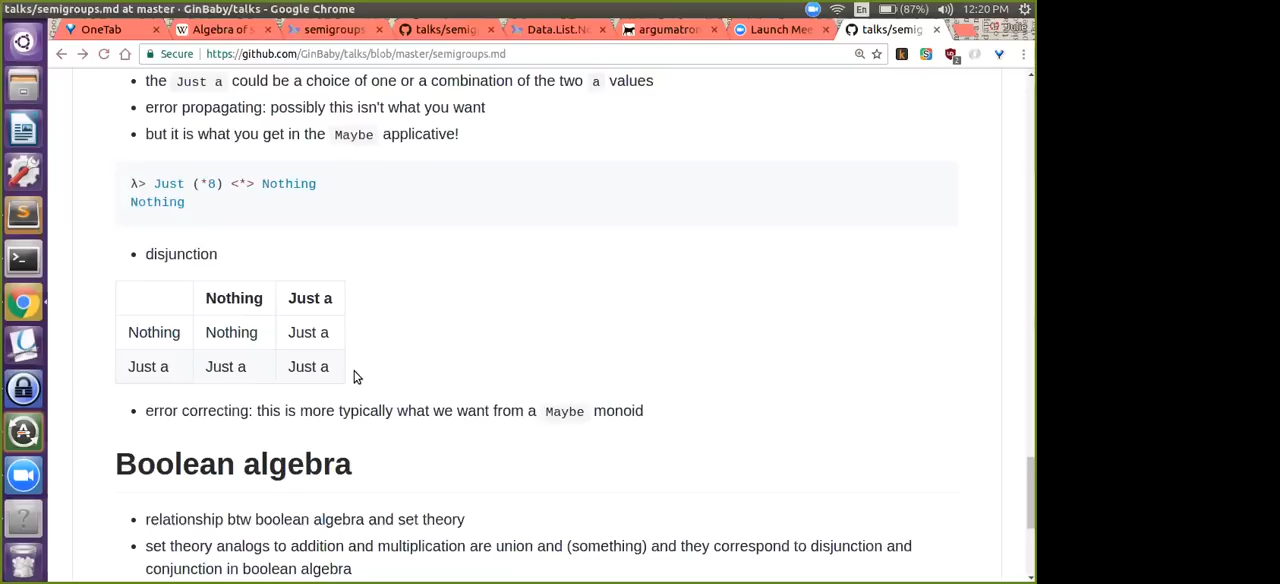 talks/semigroups.md at master · GinBaby/talks - Google Chrome
En (87%) 12:20 PM
OneTab × Algebra of s × semigroups × talks/semig × Data.List.N × argumatro × Launch Mee × talks/semig ×
Secure https://github.com/GinBaby/talks/blob/master/semigroups.md
• the Just a could be a choice of one or a combination of the two a values
• error propagating: possibly this isn't what you want
• but it is what you get in the Maybe applicative!
λ> Just (*8) <*> Nothing
Nothing
• disjunction
Nothing Just a
Nothing Nothing Just a
Just a Just a Just a
• error correcting: this is more typically what we want from a Maybe monoid
Boolean algebra
• relationship btw boolean algebra and set theory
• set theory analogs to addition and multiplication are union and (something) and they correspond to disjunction and
conjunction in boolean algebra